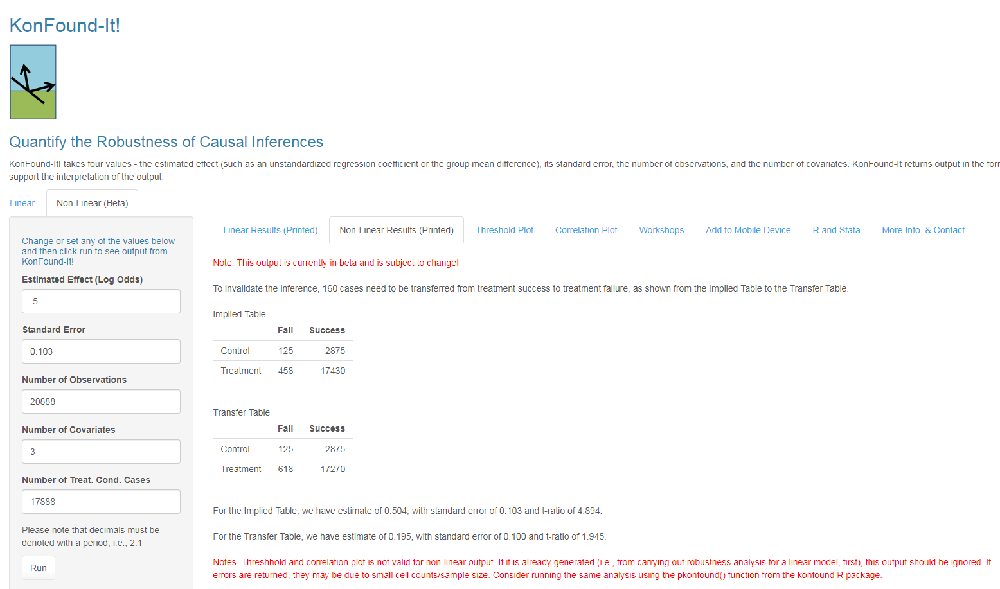 KonFound-It!
Quantify the Robustness of Causal Inferences
KonFound-It! takes four values - the estimated effect (such as an unstandardized regression coefficient or the group mean difference), its standard error, the number of observations, and the number of covariates. KonFound-It returns output in the
support the interpretation of the output.
Linear Non-Linear (Beta)
Change or set any of the values below
and then click run to see output from
KonFound-It!
Estimated Effect (Log Odds)
.5
Standard Error
0.103
Number of Observations
20888
Number of Covariates
3
Number of Treat. Cond. Cases
17888
Please note that decimals must be
denoted with a period, i.e., 2.1
Run
Linear Results (Printed) Non-Linear Results (Printed) Threshold Plot Correlation Plot Workshops Add to Mobile Device R and Stata More Info. & Contact
Note. This output is currently in beta and is subject to change!
To invalidate the inference, 160 cases need to be transferred from treatment success to treatment failure, as shown from the Implied Table to the Transfer Table.
Implied Table
Fail Success
Control 125 2875
Treatment 458 17430
Transfer Table
Fail Success
Control 125 2875
Treatment 618 17270
For the Implied Table, we have estimate of 0.504, with standard error of 0.103 and t-ratio of 4.894.
For the Transfer Table, we have estimate of 0.195, with standard error of 0.100 and t-ratio of 1.945.
Notes. Threshhold and correlation plot is not valid for non-linear output. If it is already generated (i.e., from carrying out robustness analysis for a linear model, first), this output should be ignored. If
errors are returned, they may be due to small cell counts/sample size. Consider running the same analysis using the pkonfound() function from the konfound R package.